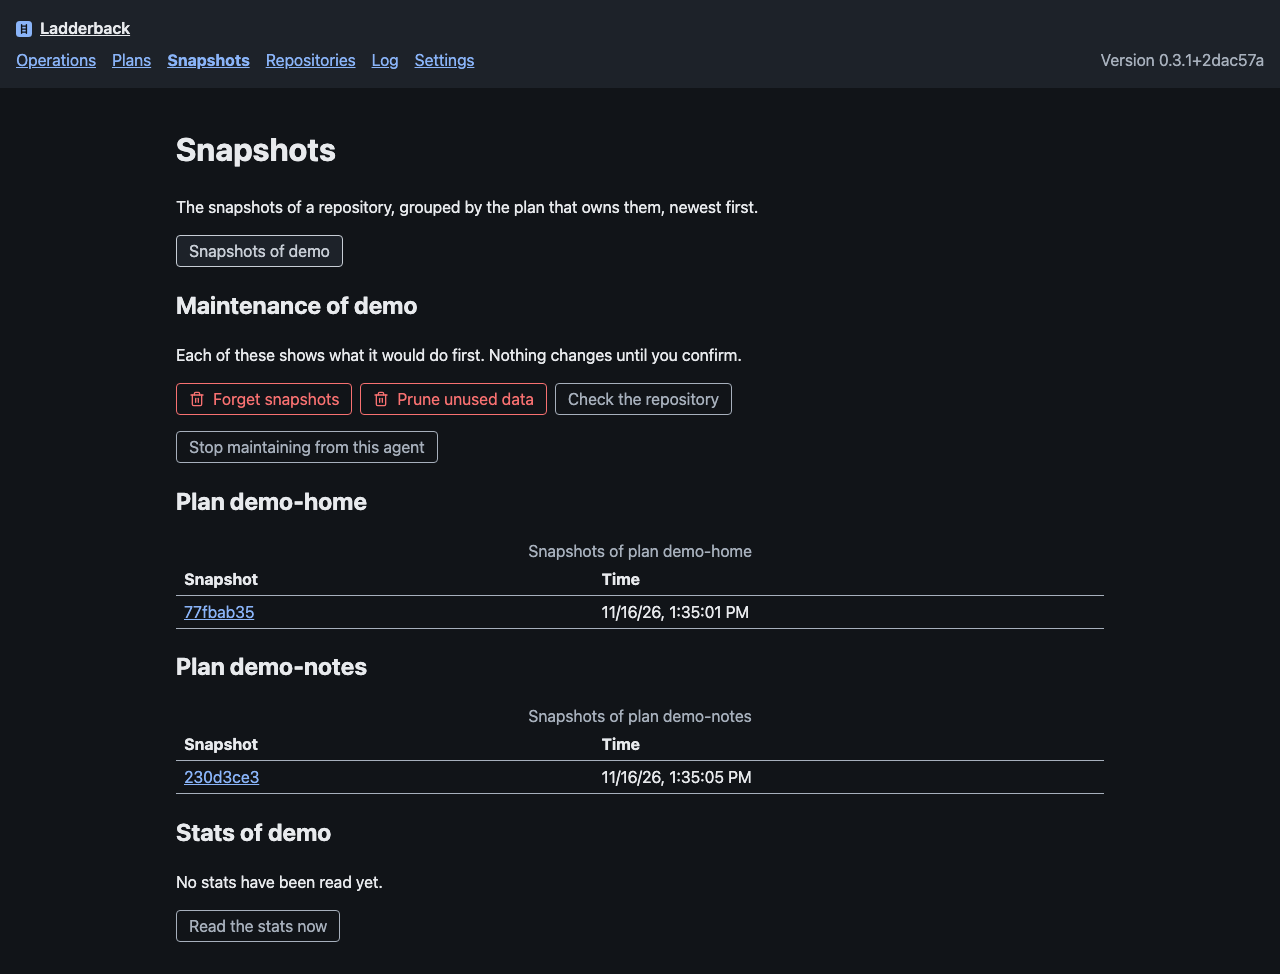 Ladderback
Operations Plans Snapshots Repositories Log Settings Version 0.3.1+2dac57a
Snapshots
The snapshots of a repository, grouped by the plan that owns them, newest first.
Snapshots of demo
Maintenance of demo
Each of these shows what it would do first. Nothing changes until you confirm.
Forget snapshots Prune unused data Check the repository
Stop maintaining from this agent
Plan demo-home
Snapshots of plan demo-home
Snapshot Time
77fbab35 11/16/26, 1:35:01 PM
Plan demo-notes
Snapshots of plan demo-notes
Snapshot Time
230d3ce3 11/16/26, 1:35:05 PM
Stats of demo
No stats have been read yet.
Read the stats now